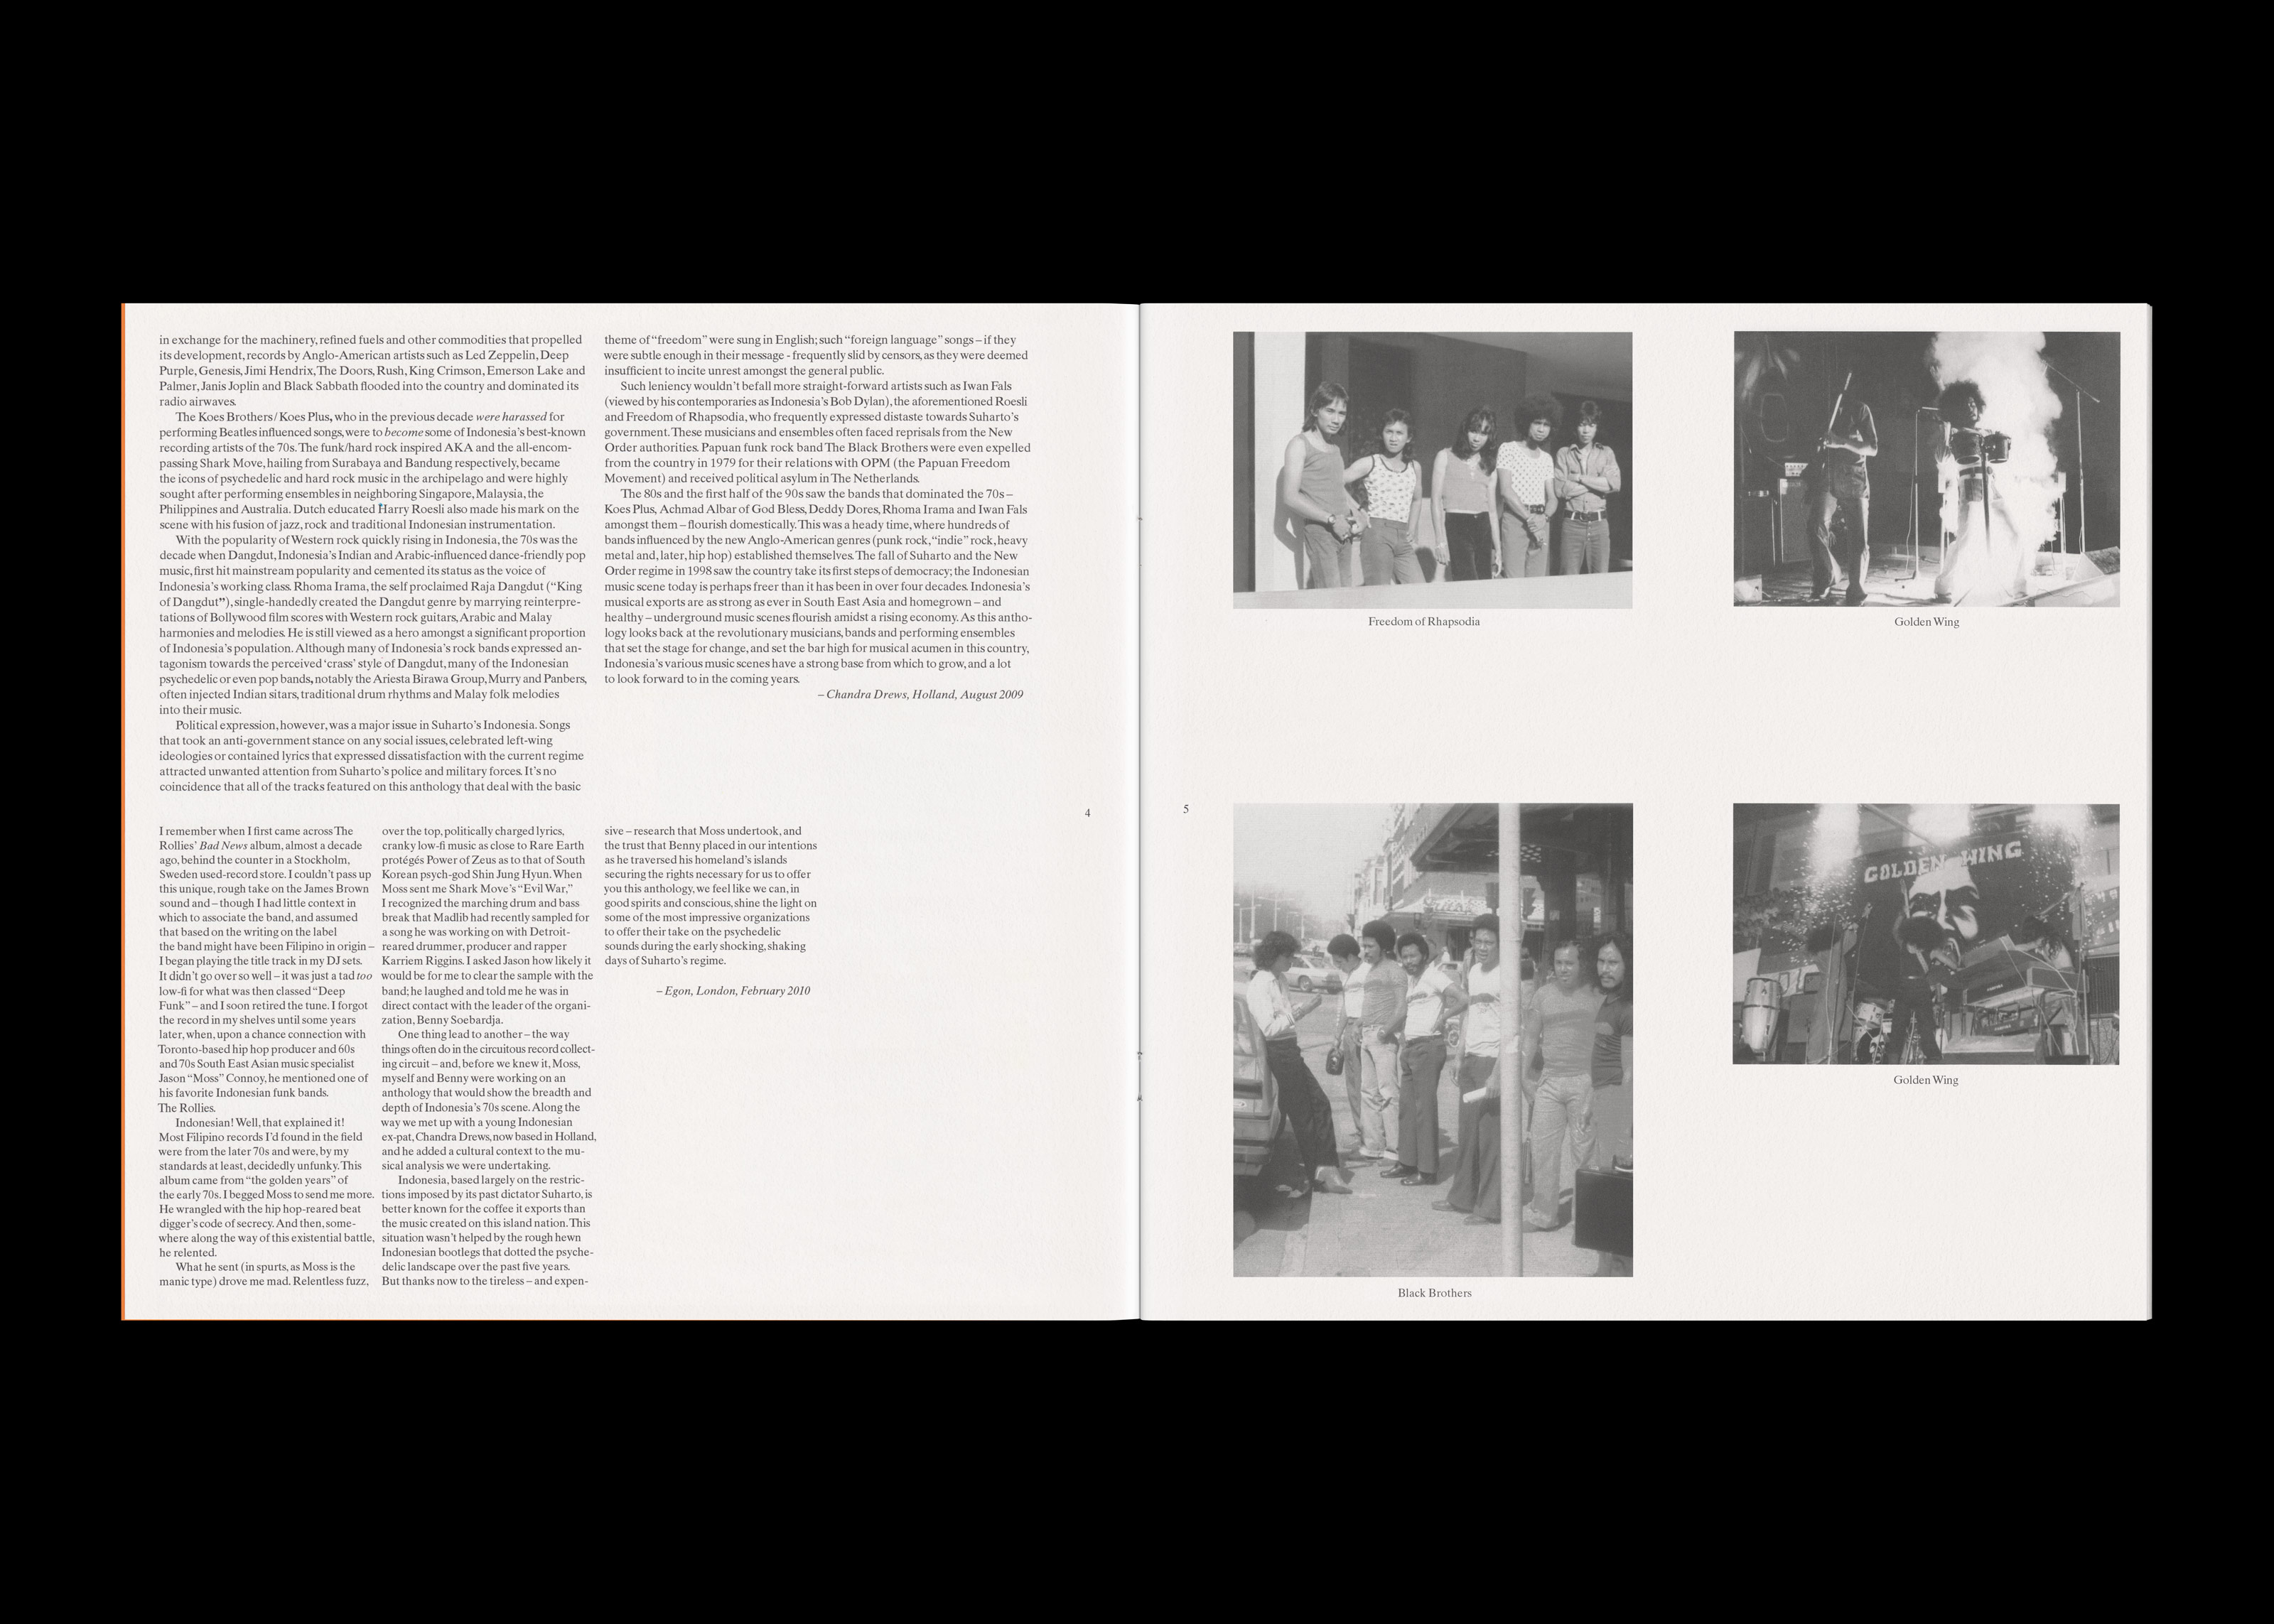 in exchange for the machinery, refined fuels and other commodities that propelled
its development, records by Anglo-American artists such as Led Zeppelin, Deep
Purple, Genesis, Jimi Hendrix, The Doors, Rush, King Crimson, Emerson Lake and
Palmer, Janis Joplin and Black Sabbath flooded into the country and dominated its
radio airwaves.
The Koes Brothers / Koes Plus, who in the previous decade were harassed for
performing Beatles influenced songs, were to become some of Indonesia's best-known
recording artists of the 70s. The funk/hard rock inspired AKA and the all-encom-
passing Shark Move, hailing from Surabaya and Bandung respectively, became
the icons of psychedelic and hard rock music in the archipelago and were highly
sought after performing ensembles in neighboring Singapore, Malaysia, the
Philippines and Australia. Dutch educated Harry Roesli also made his mark on the
scene with his fusion of jazz, rock and traditional Indonesian instrumentation.
With the popularity of Western rock quickly rising in Indonesia, the 70s was the
decade when Dangdut, Indonesia's Indian and Arabic-influenced dance-friendly pop
music, first hit mainstream popularity and cemented its status as the voice of
Indonesia's working class. Rhoma Irama, the self proclaimed Raja Dangdut (“King
of Dangdut”), single-handedly created the Dangdut genre by marrying reinterpre-
tations of Bollywood film scores with Western rock guitars, Arabic and Malay
harmonies and melodies. He is still viewed as a hero amongst a significant proportion
of Indonesia's population. Although many of Indonesia's rock bands expressed an-
tagonism towards the perceived ‘crass’ style of Dangdut, many of the Indonesian
psychedelic or even pop bands, notably the Ariesta Birawa Group, Murry and Panbers,
often injected Indian sitars, traditional drum rhythms and Malay folk melodies
into their music.
Political expression, however, was a major issue in Suharto's Indonesia. Songs
that took an anti-government stance on any social issues, celebrated left-wing
ideologies or contained lyrics that expressed dissatisfaction with the current regime
attracted unwanted attention from Suharto's police and military forces. It's no
coincidence that all of the tracks featured on this anthology that deal with the basic
theme of “freedom” were sung in English; such “foreign language” songs – if they
were subtle enough in their message - frequently slid by censors, as they were deemed
insufficient to incite unrest amongst the general public.
Such leniency wouldn't befall more straight-forward artists such as Iwan Fals
(viewed by his contemporaries as Indonesia's Bob Dylan), the aforementioned Roesli
and Freedom of Rhapsodia, who frequently expressed distaste towards Suharto's
government. These musicians and ensembles often faced reprisals from the New
Order authorities. Papuan funk rock band The Black Brothers were even expelled
from the country in 1979 for their relations with OPM (the Papuan Freedom
Movement) and received political asylum in The Netherlands.
The 80s and the first half of the 90s saw the bands that dominated the 70s –
Koes Plus, Achmad Albar of God Bless, Deddy Dores, Rhoma Irama and Iwan Fals
amongst them – flourish domestically. This was a heady time, where hundreds of
bands influenced by the new Anglo-American genres (punk rock, “indie” rock, heavy
metal and, later, hip hop) established themselves. The fall of Suharto and the New
Order regime in 1998 saw the country take its first steps of democracy; the Indonesian
music scene today is perhaps freer than it has been in over four decades. Indonesia's
musical exports are as strong as ever in South East Asia and homegrown – and
healthy – underground music scenes flourish amidst a rising economy. As this antho-
logy looks back at the revolutionary musicians, bands and performing ensembles
that set the stage for change, and set the bar high for musical acumen in this country,
Indonesia's various music scenes have a strong base from which to grow, and a lot
to look forward to in the coming years.
– Chandra Drews, Holland, August 2009
4
I remember when I first came across The
Rollies' Bad News album, almost a decade
ago, behind the counter in a Stockholm,
Sweden used-record store. I couldn't pass up
this unique, rough take on the James Brown
sound and – though I had little context in
which to associate the band, and assumed
that based on the writing on the label
the band might have been Filipino in origin –
I began playing the title track in my DJ sets.
It didn't go over so well – it was just a tad too
low-fi for what was then classed “Deep
Funk” – and I soon retired the tune. I forgot
the record in my shelves until some years
later, when, upon a chance connection with
Toronto-based hip hop producer and 60s
and 70s South East Asian music specialist
Jason “Moss” Connoy, he mentioned one of
his favorite Indonesian funk bands.
The Rollies.
Indonesian! Well, that explained it!
Most Filipino records I'd found in the field
were from the later 70s and were, by my
standards at least, decidedly unfunky. This
album came from “the golden years” of
the early 70s. I begged Moss to send me more.
He wrangled with the hip hop-reared beat
digger's code of secrecy. And then, some-
where along the way of this existential battle,
he relented.
What he sent (in spurts, as Moss is the
manic type) drove me mad. Relentless fuzz,
over the top, politically charged lyrics,
cranky low-fi music as close to Rare Earth
protégés Power of Zeus as to that of South
Korean psych-god Shin Jung Hyun. When
Moss sent me Shark Move's “Evil War,”
I recognized the marching drum and bass
break that Madlib had recently sampled for
a song he was working on with Detroit-
reared drummer, producer and rapper
Karriem Riggins. I asked Jason how likely it
would be for me to clear the sample with the
band; he laughed and told me he was in
direct contact with the leader of the organi-
zation, Benny Soebardja.
One thing lead to another – the way
things often do in the circuitous record collect-
ing circuit – and, before we knew it, Moss,
myself and Benny were working on an
anthology that would show the breadth and
depth of Indonesia's 70s scene. Along the
way we met up with a young Indonesian
ex-pat, Chandra Drews, now based in Holland,
and he added a cultural context to the mu-
sical analysis we were undertaking.
Indonesia, based largely on the restric-
tions imposed by its past dictator Suharto, is
better known for the coffee it exports than
the music created on this island nation. This
situation wasn't helped by the rough hewn
Indonesian bootlegs that dotted the psyche-
delic landscape over the past five years.
But thanks now to the tireless – and expen-
sive – research that Moss undertook, and
the trust that Benny placed in our intentions
as he traversed his homeland's islands
securing the rights necessary for us to offer
you this anthology, we feel like we can, in
good spirits and conscious, shine the light on
some of the most impressive organizations
to offer their take on the psychedelic
sounds during the early shocking, shaking
days of Suharto's regime.
– Egon, London, February 2010
Freedom of Rhapsodia
Golden Wing
5
GOLDEN WING
Black Brothers
Golden Wing